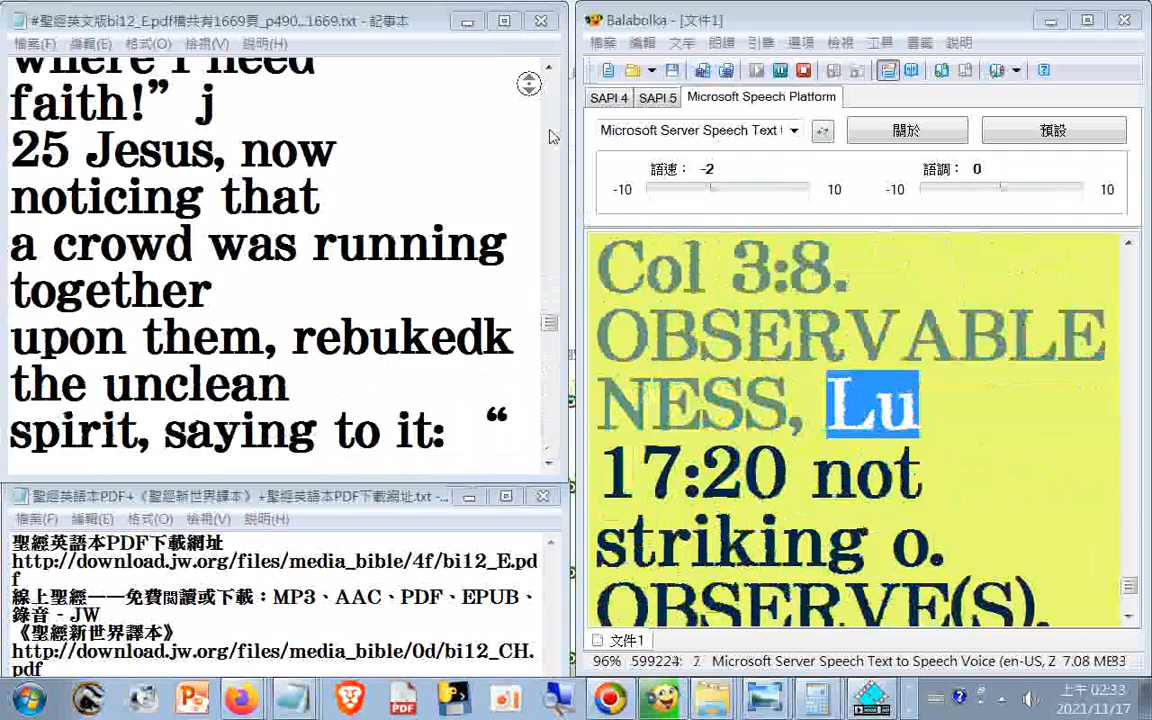 #聖經英文版bi12_E.pdf檔共有1669頁_p490,..1669.txt - 記事本
檔案(F) 編輯(E) 格式(O) 檢視(V) 說明(H)
where I need
faith!” j
25 Jesus, now
noticing that
a crowd was running
together
upon them, rebukedk
the unclean
spirit, saying to it: “
聖經英語本PDF+《聖經新世界譯本》+聖經英語本PDF下載網址.txt - ...
檔案(F) 編輯(E) 格式(O) 檢視(V) 說明(H)
聖經英語本PDF下載網址
http://download.jw.org/files/media_bible/4f/bi12_E.pd
f
線上聖經——免費閱讀或下載：MP3、AAC、PDF、EPUB、
錄音 - JW
《聖經新世界譯本》
http://download.jw.org/files/media_bible/0d/bi12_CH.
pdf
Balabolka - [文件1]
檔案 編輯 文字 朗讀 引擎 選項 檢視 工具 書籤 說明
SAPI 4 SAPI 5 Microsoft Speech Platform
Microsoft Server Speech Text 關於 預設
語速： -2 語調： 0
-10 10 -10 10
Col 3:8.
OBSERVABLE
NESS, Lu
17:20 not
striking o.
OBSERVE(S),
文件1
96% Microsoft Server Speech Text to Speech Voice (en-US, Z 7.08 ME
上午 02:33
2021/11/17